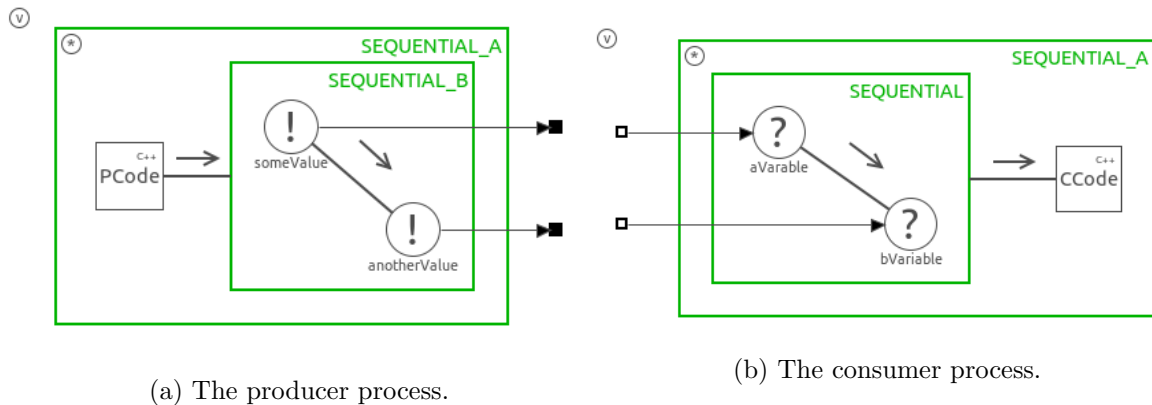 v
*
SEQUENTIAL_A
SEQUENTIAL_B
!
someValue
C++
PCode
!
anotherValue
(a) The producer process.
v
*
SEQUENTIAL_A
SEQUENTIAL
?
aVarable
C++
CCode
?
bVariable
(b) The consumer process.